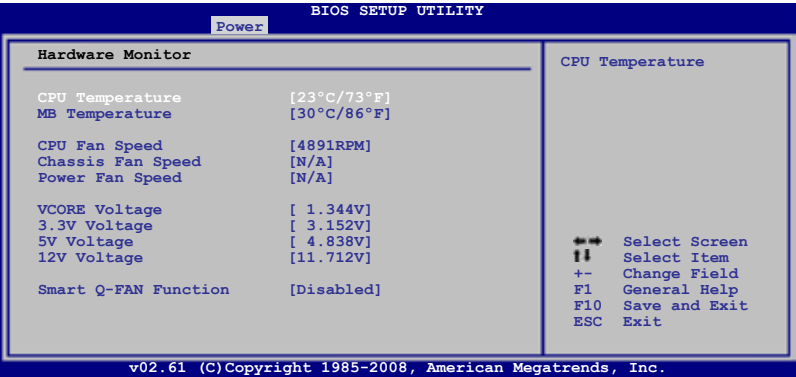 BIOS SETUP UTILITY
Power
Hardware Monitor
CPU Temperature [23°C/73°F]
MB Temperature [30°C/86°F]
CPU Fan Speed [4891RPM]
Chassis Fan Speed [N/A]
Power Fan Speed [N/A]
VCORE Voltage [ 1.344V]
3.3V Voltage [ 3.152V]
5V Voltage [ 4.838V]
12V Voltage [11.712V]
Smart Q-FAN Function [Disabled]
CPU Temperature
←→ Select Screen
↑↓ Select Item
+- Change Field
F1 General Help
F10 Save and Exit
ESC Exit
v02.61 (C)Copyright 1985-2008, American Megatrends, Inc.